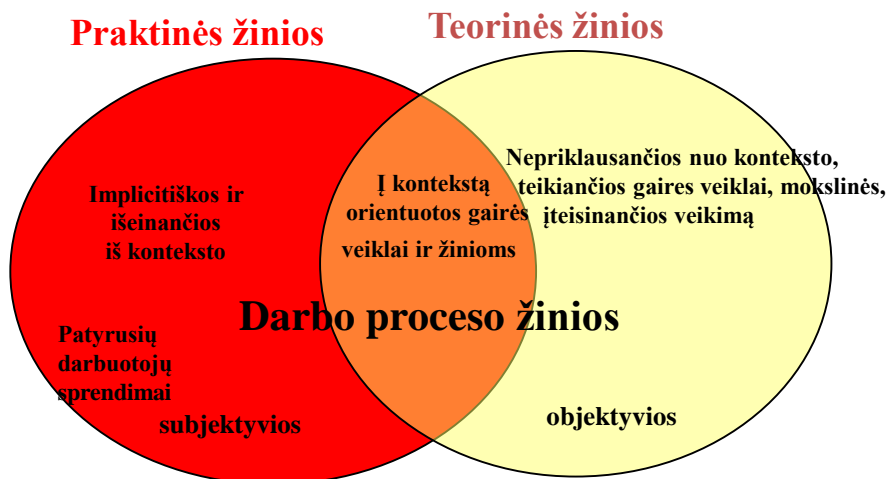 Praktinės žinios
Teorinės žinios
Implicitiškos ir
išeinančios
iš konteksto
Į kontekstą
orientuotos gairės
veiklai ir žinioms
Nepriklausančios nuo konteksto,
teikiančios gaires veiklai, mokslinės,
įteisinančios veikimą
Darbo proceso žinios
Patyrusių
darbuotojų
sprendimai
subjektyvios
objektyvios